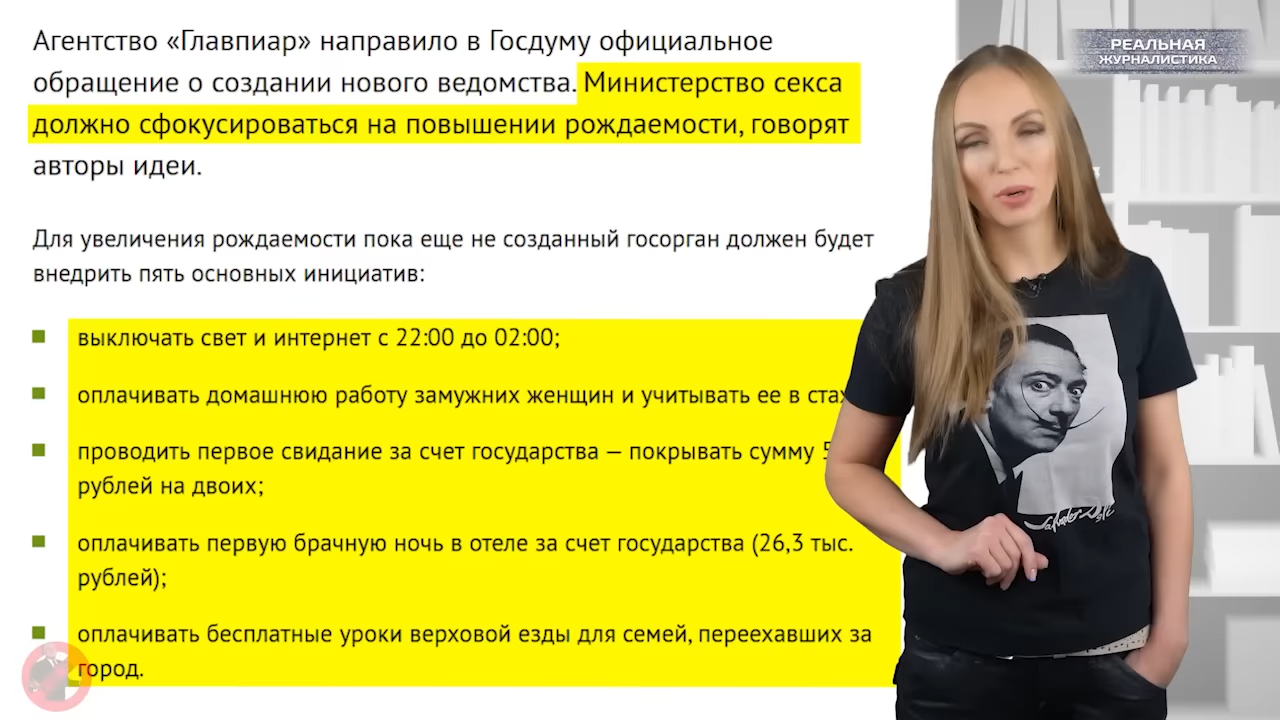 Агентство «Главпиар» направило в Госдуму официальное
обращение о создании нового ведомства. Министерство секса
должно сфокусироваться на повышении рождаемости, говорят
авторы идеи.
Для увеличения рождаемости пока еще не созданный госорган должен будет
внедрить пять основных инициатив:
выключать свет и интернет с 22:00 до 02:00;
оплачивать домашнюю работу замужних женщин и учитывать ее в
проводить первое свидание за счет государства — покрывать сумму
рублей на двоих;
оплачивать первую брачную ночь в отеле за счет государства (26,3 тыс.
рублей);
оплачивать бесплатные уроки верховой езды для семей, переехавших за
город.
РЕАЛЬНАЯ
ЖУРНАЛИСТИКА
Salvador Dalí